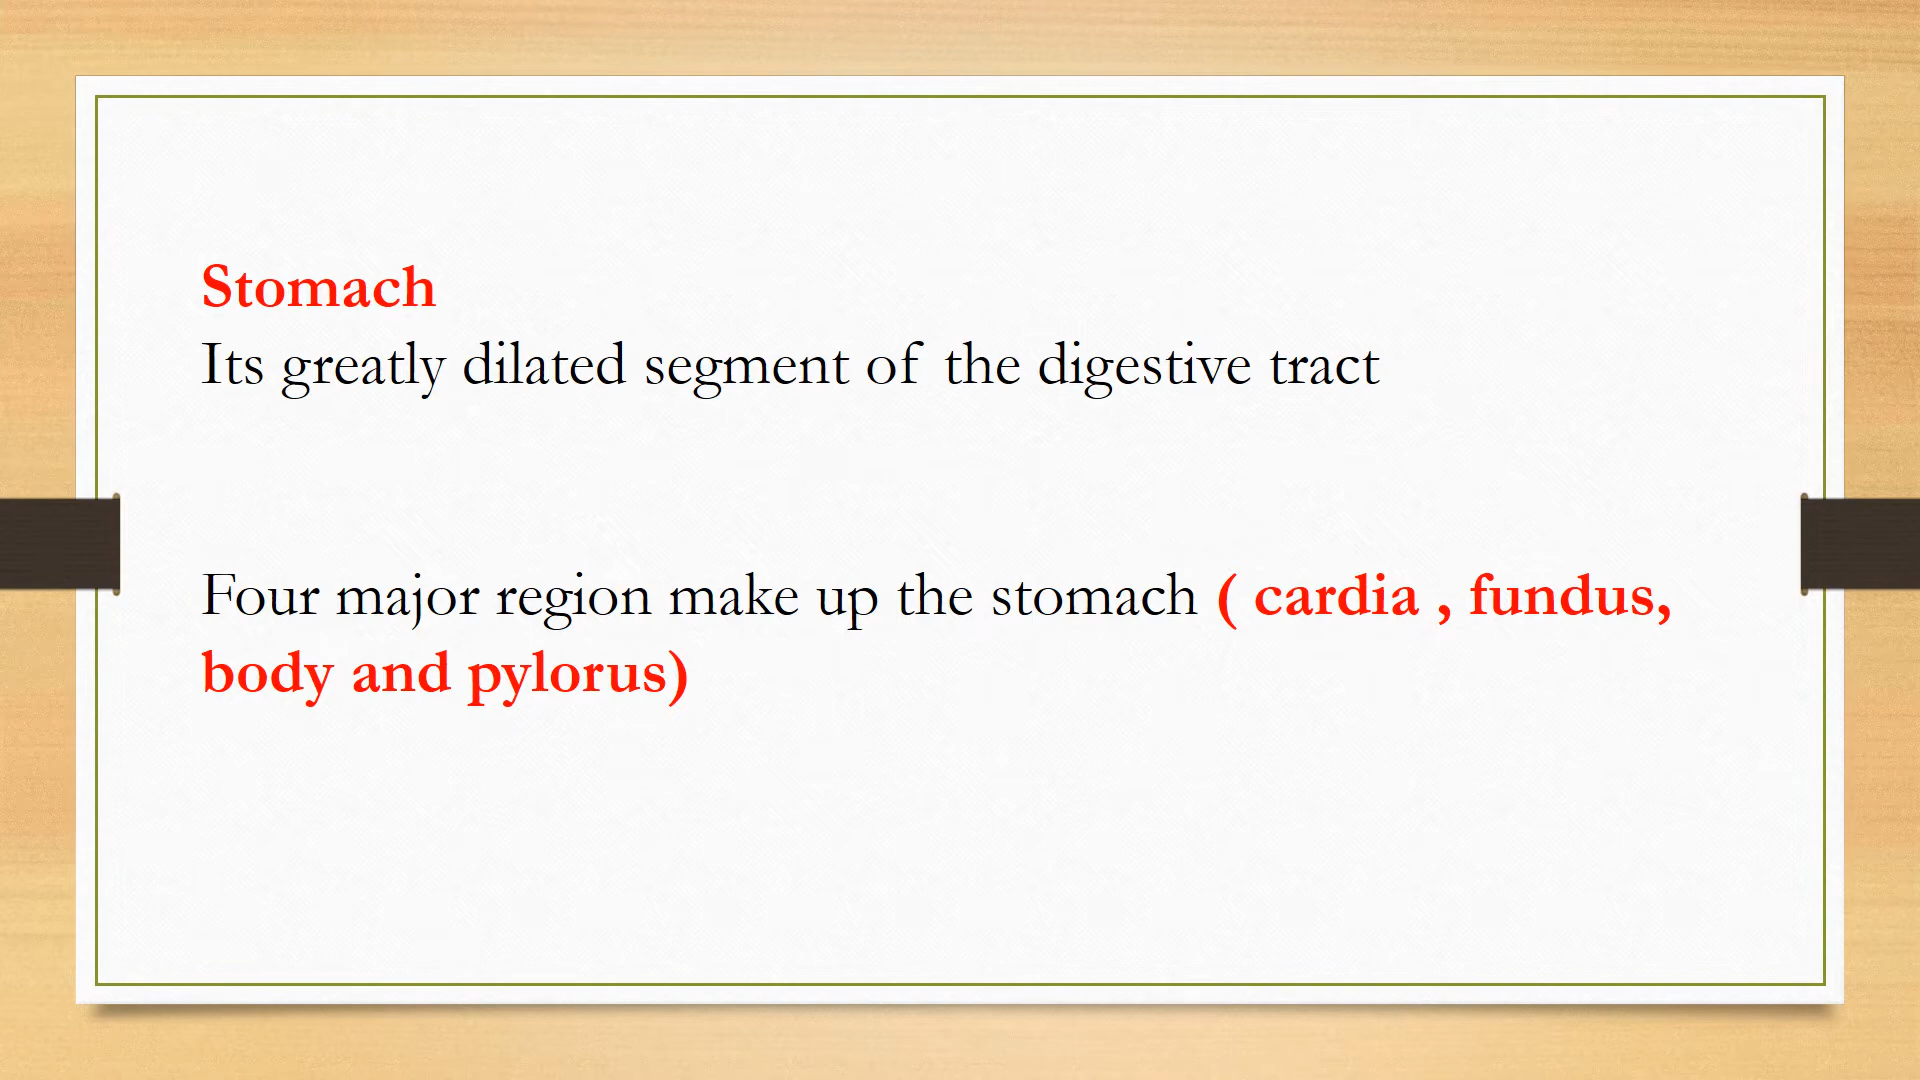 Stomach
Its greatly dilated segment of the digestive tract
Four major region make up the stomach ( cardia , fundus,
body and pylorus)